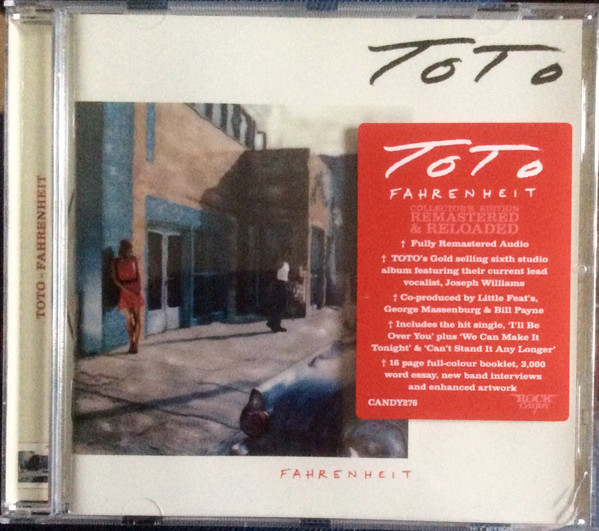 TOTO
TOTO - FAHRENHEIT
TOTO
FAHRENHEIT
COLLECTOR'S EDITION
REMASTERED
& RELOADED
† Fully Remastered Audio
† TOTO's Gold selling sixth studio
album featuring their current lead
vocalist, Joseph Williams
† Co-produced by Little Feat's,
George Massenburg & Bill Payne
† Includes the hit single, 'I'll Be
Over You' plus 'We Can Make It
Tonight' & 'Can't Stand It Any Longer'
† 16 page full-colour booklet, 3,000
word essay, new band interviews
and enhanced artwork
CANDY276
ROCK
CANDY
FAHRENHEIT